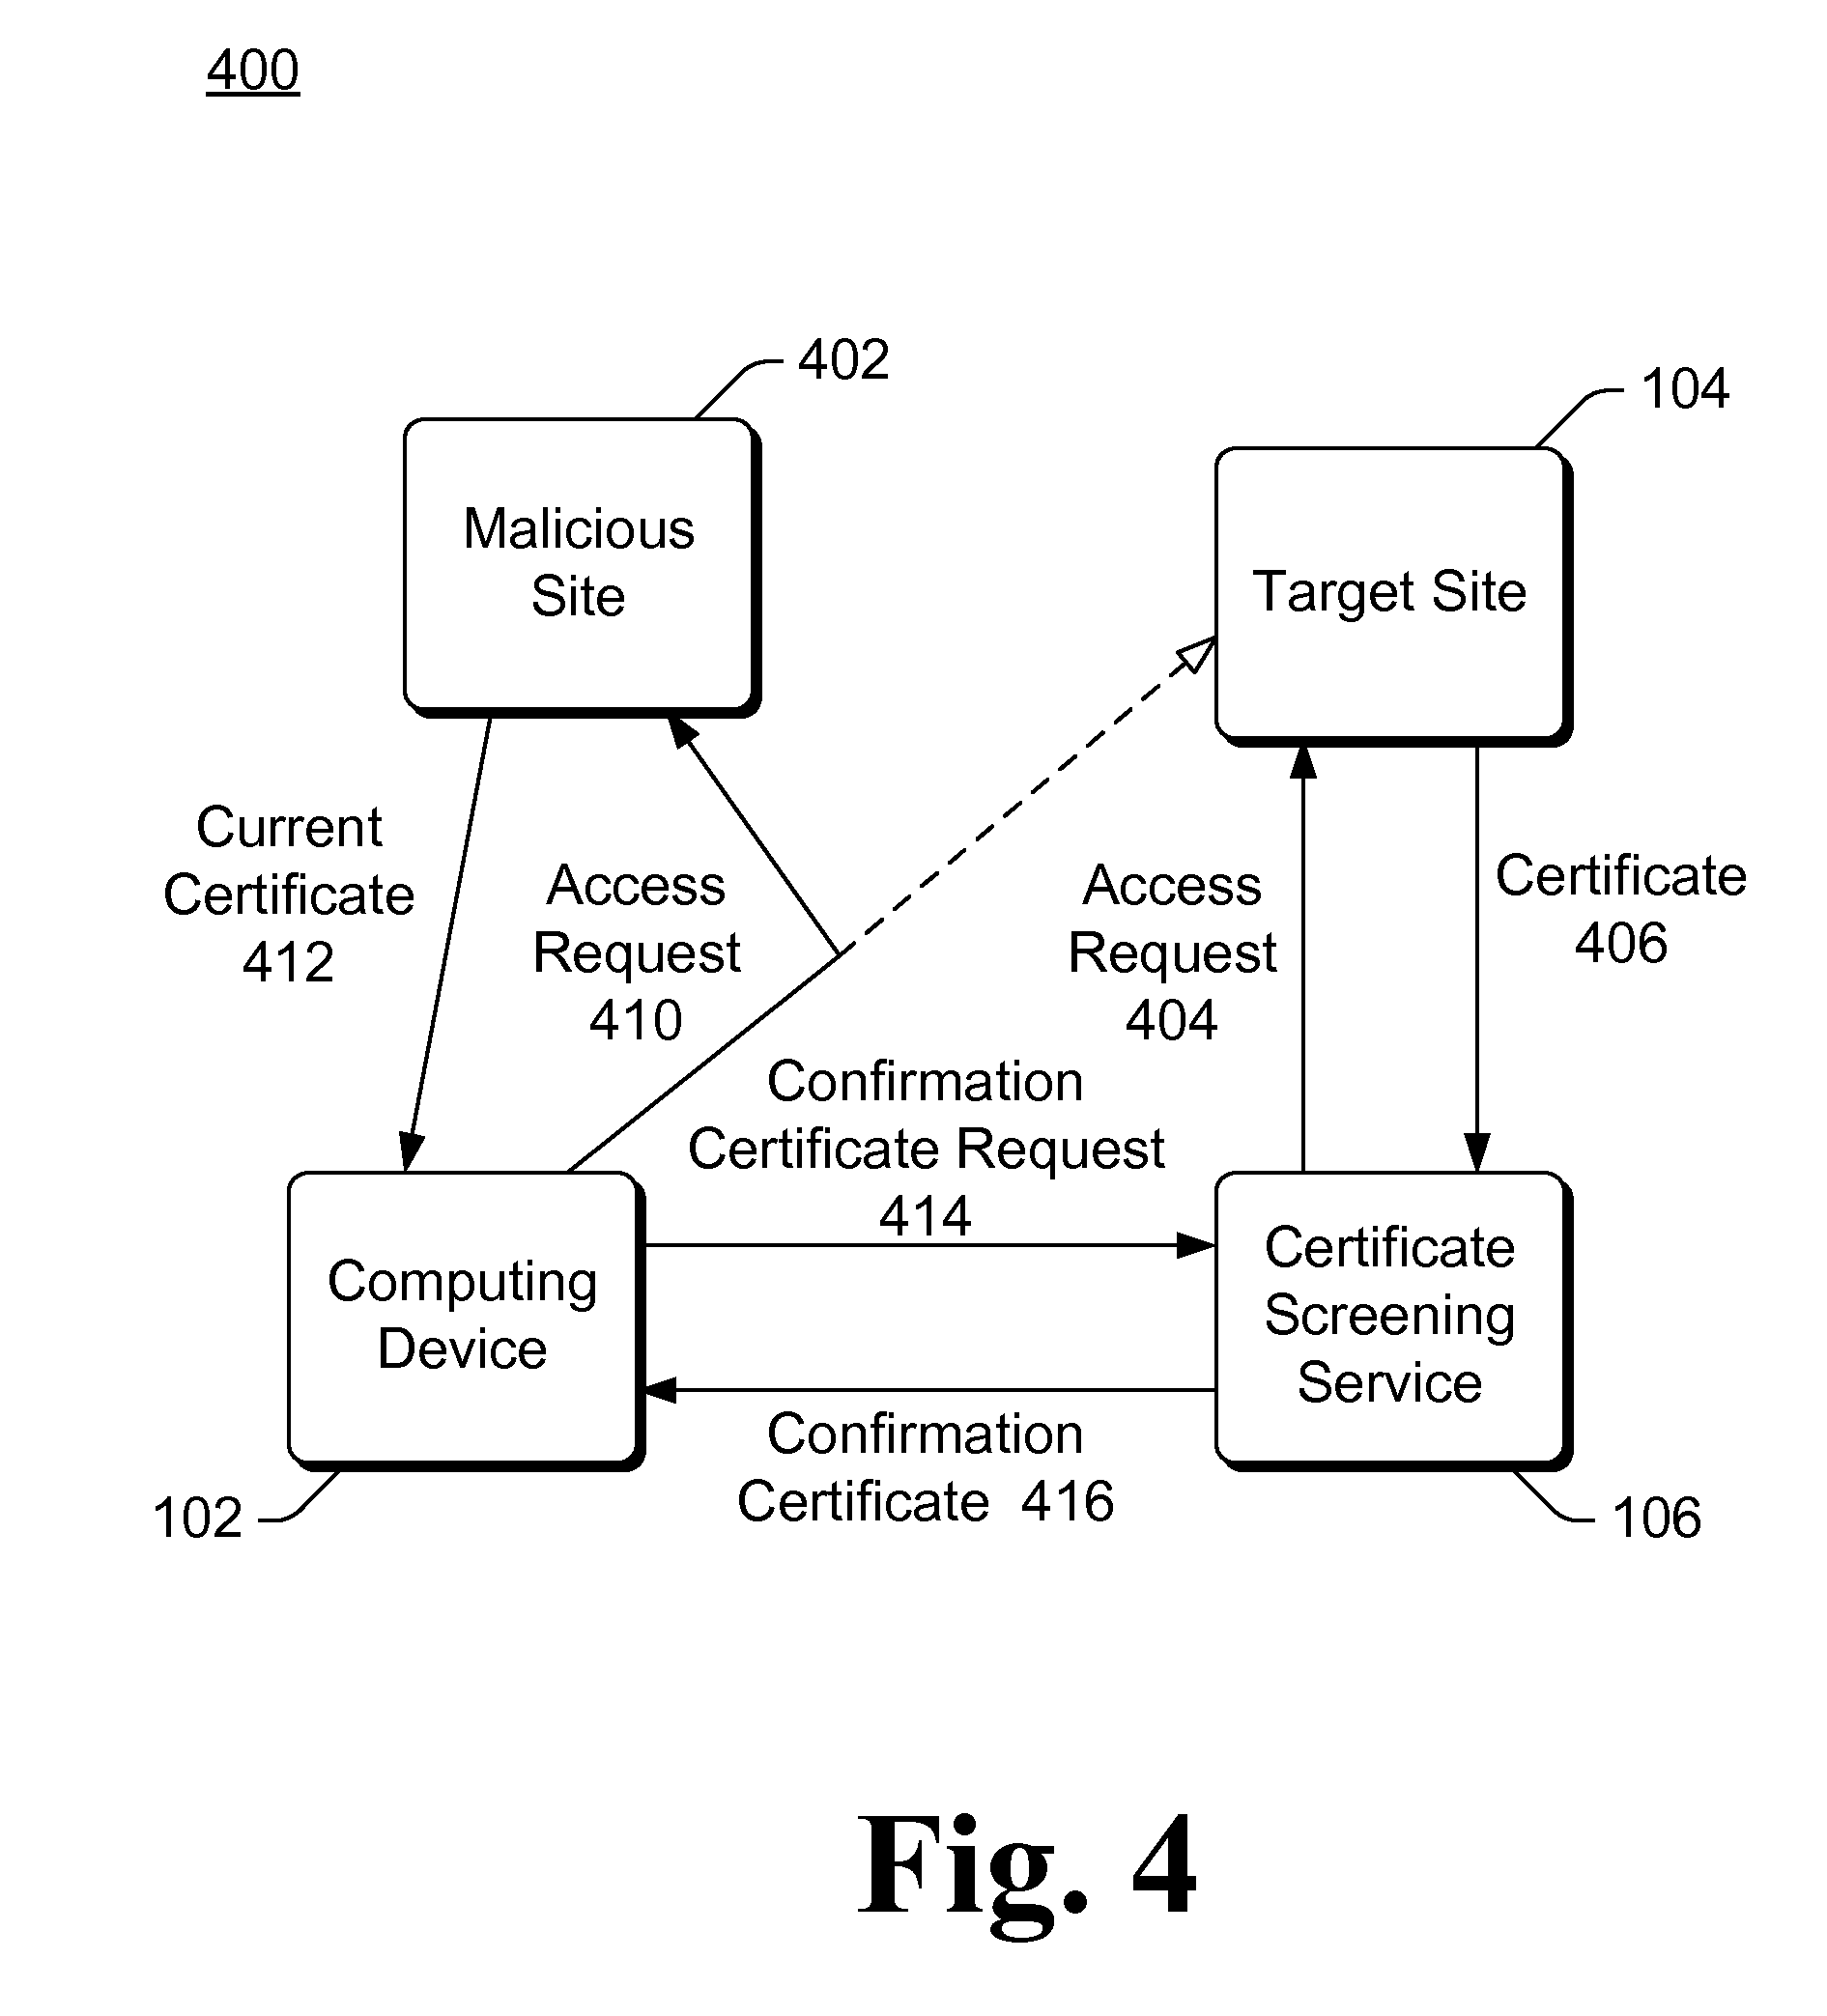 400
402
104
Malicious
Site
Target Site
Current
Certificate
412
Access
Request
410
Access
Request
404
Certificate
406
Confirmation
Certificate Request
414
Computing
Device
Certificate
Screening
Service
Confirmation
Certificate 416
102
106
Fig. 4